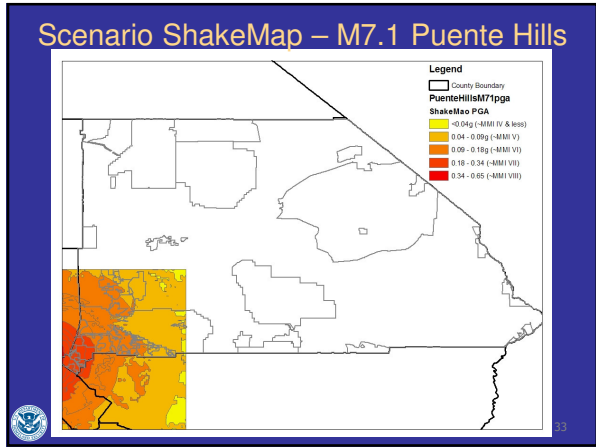 Scenario ShakeMap – M7.1 Puente Hills
Legend
County Boundary
PuenteHillsM71pga
ShakeMao PGA
<0.04g (~MMI IV & less)
0.04 - 0.09g (~MMI V)
0.09 - 0.18g (~MMI VI)
0.18 - 0.34 (~MMI VII)
0.34 - 0.65 (~MMI VIII)
33